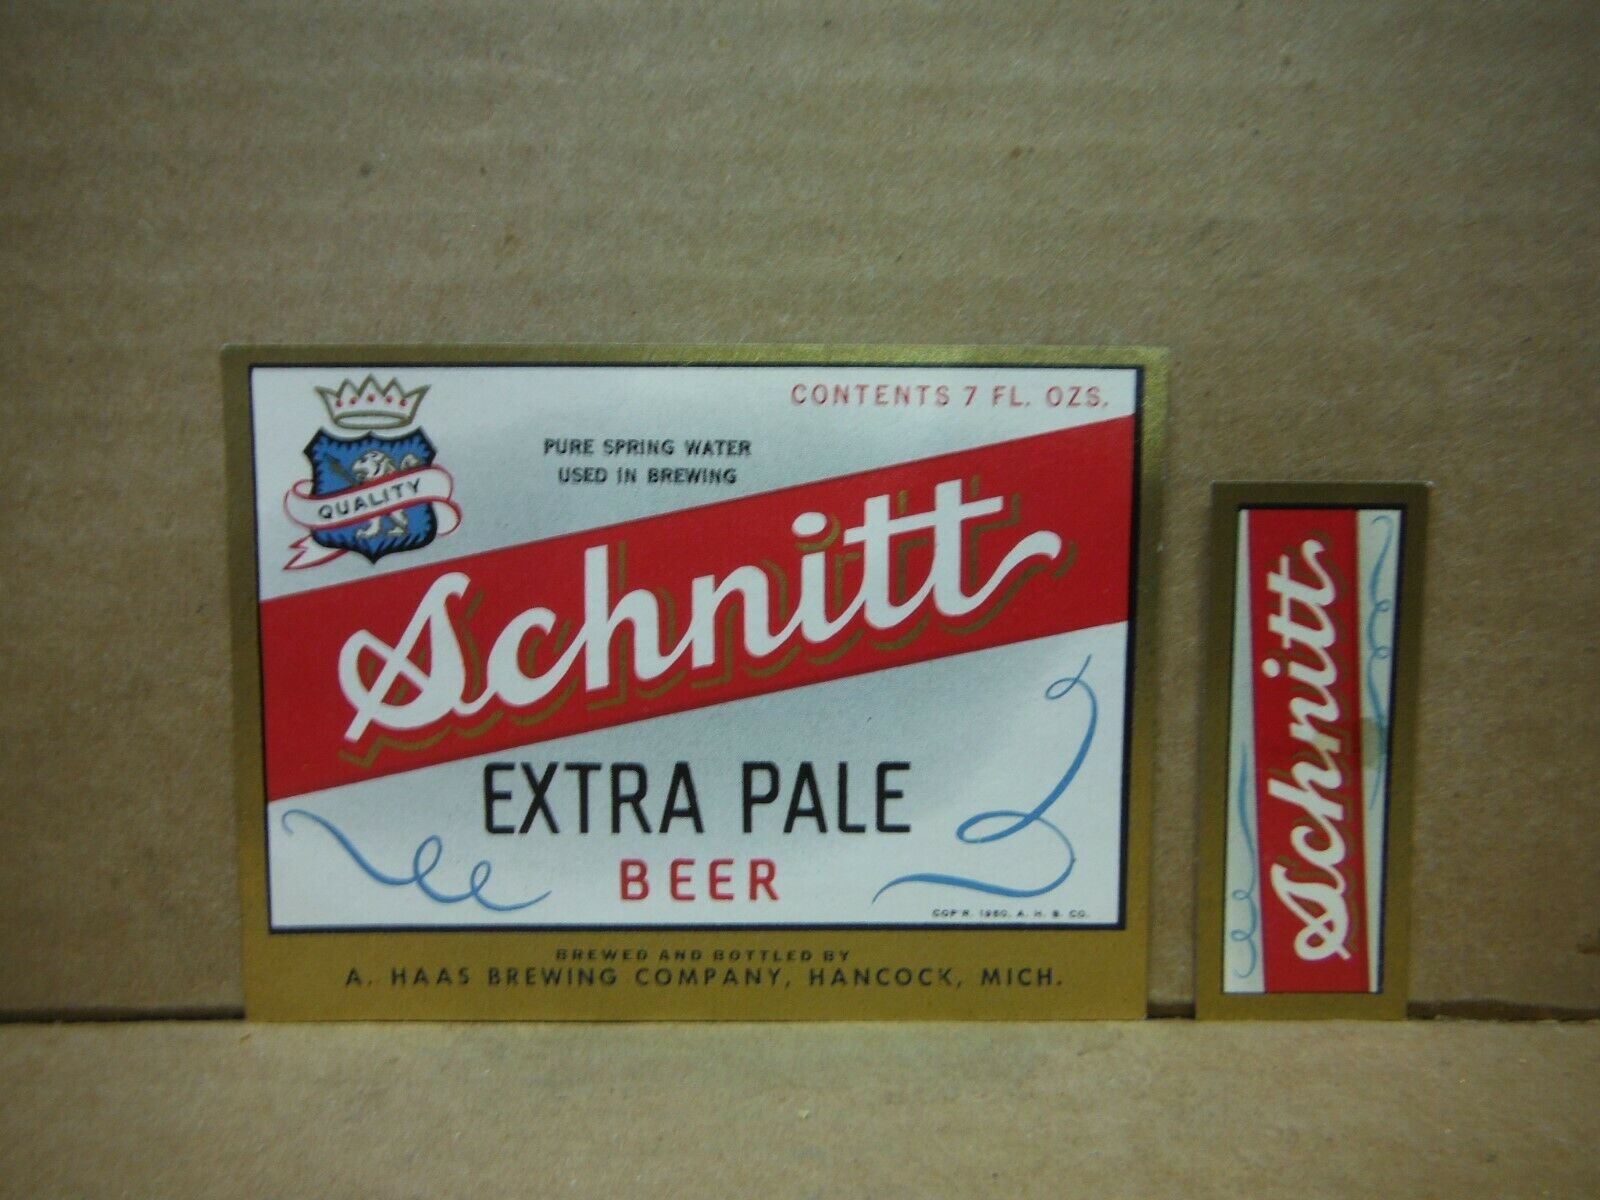 CONTENTS 7 FL. OZS.
PURE SPRING WATER
USED IN BREWING
QUALITY
Schnitt
EXTRA PALE
BEER
COP'R. 1950, A. H. B. CO.
BREWED AND BOTTLED BY
A. HAAS BREWING COMPANY, HANCOCK, MICH.
Schnitt